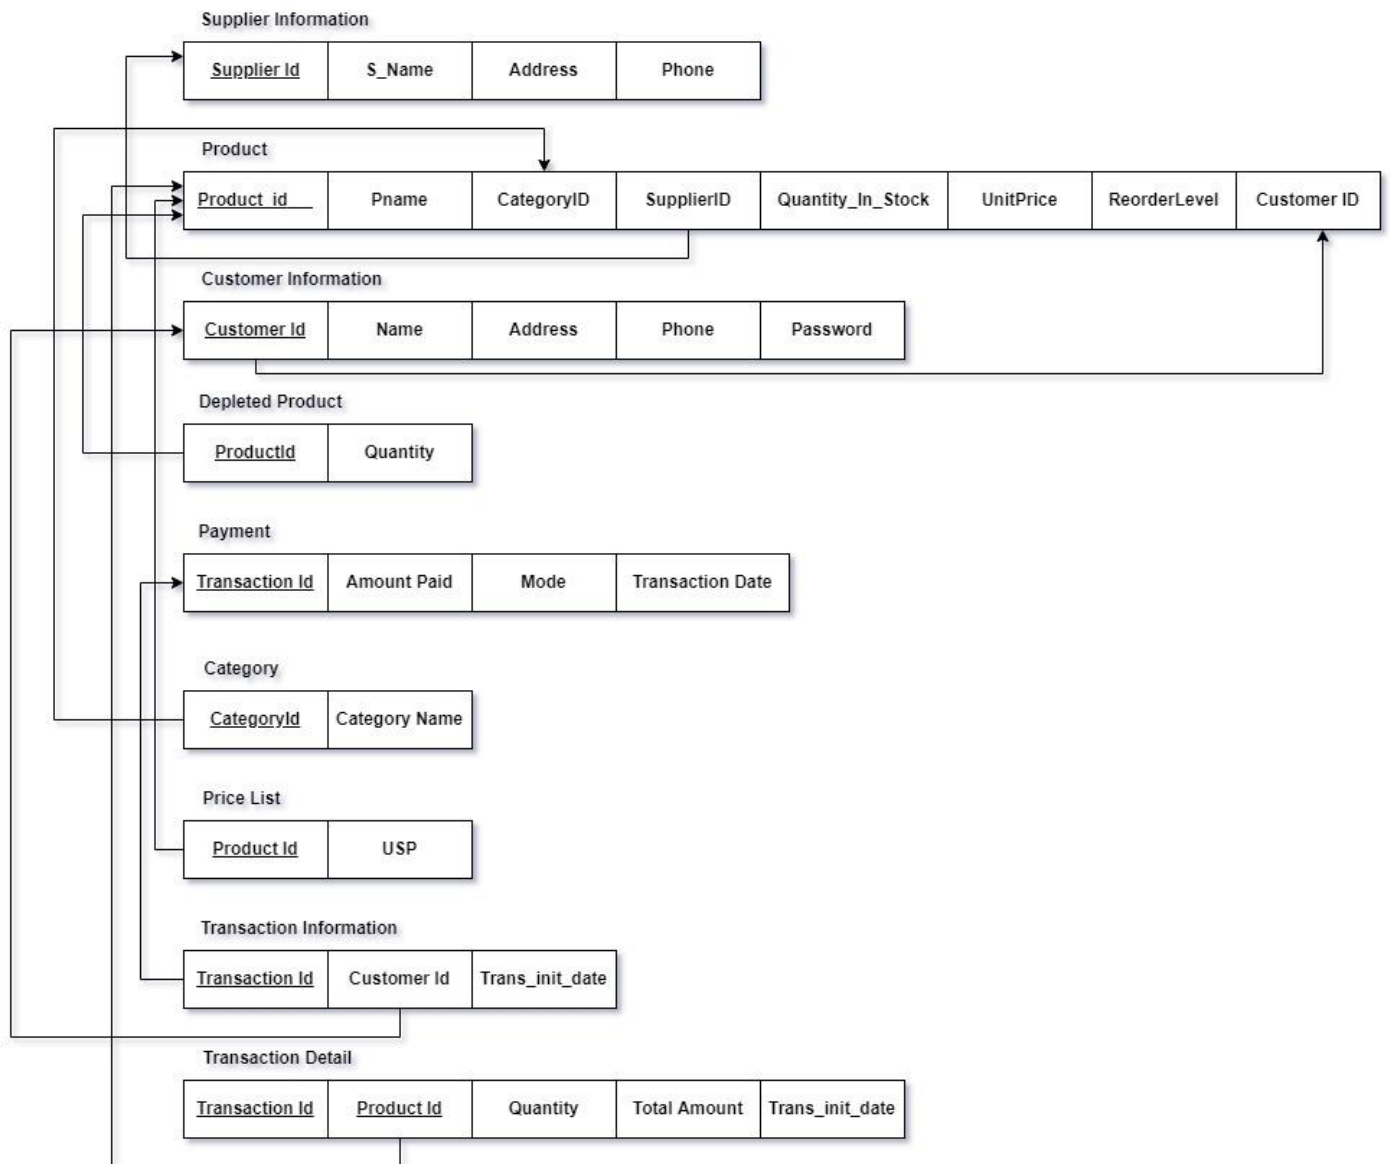 Supplier Information
Supplier Id S_Name Address Phone
Product
Product_id__ Pname CategoryID SupplierID Quantity_In_Stock UnitPrice ReorderLevel Customer ID
Customer Information
Customer Id Name Address Phone Password
Depleted Product
ProductId Quantity
Payment
Transaction Id Amount Paid Mode Transaction Date
Category
CategoryId Category Name
Price List
Product Id USP
Transaction Information
Transaction Id Customer Id Trans_init_date
Transaction Detail
Transaction Id Product Id Quantity Total Amount Trans_init_date